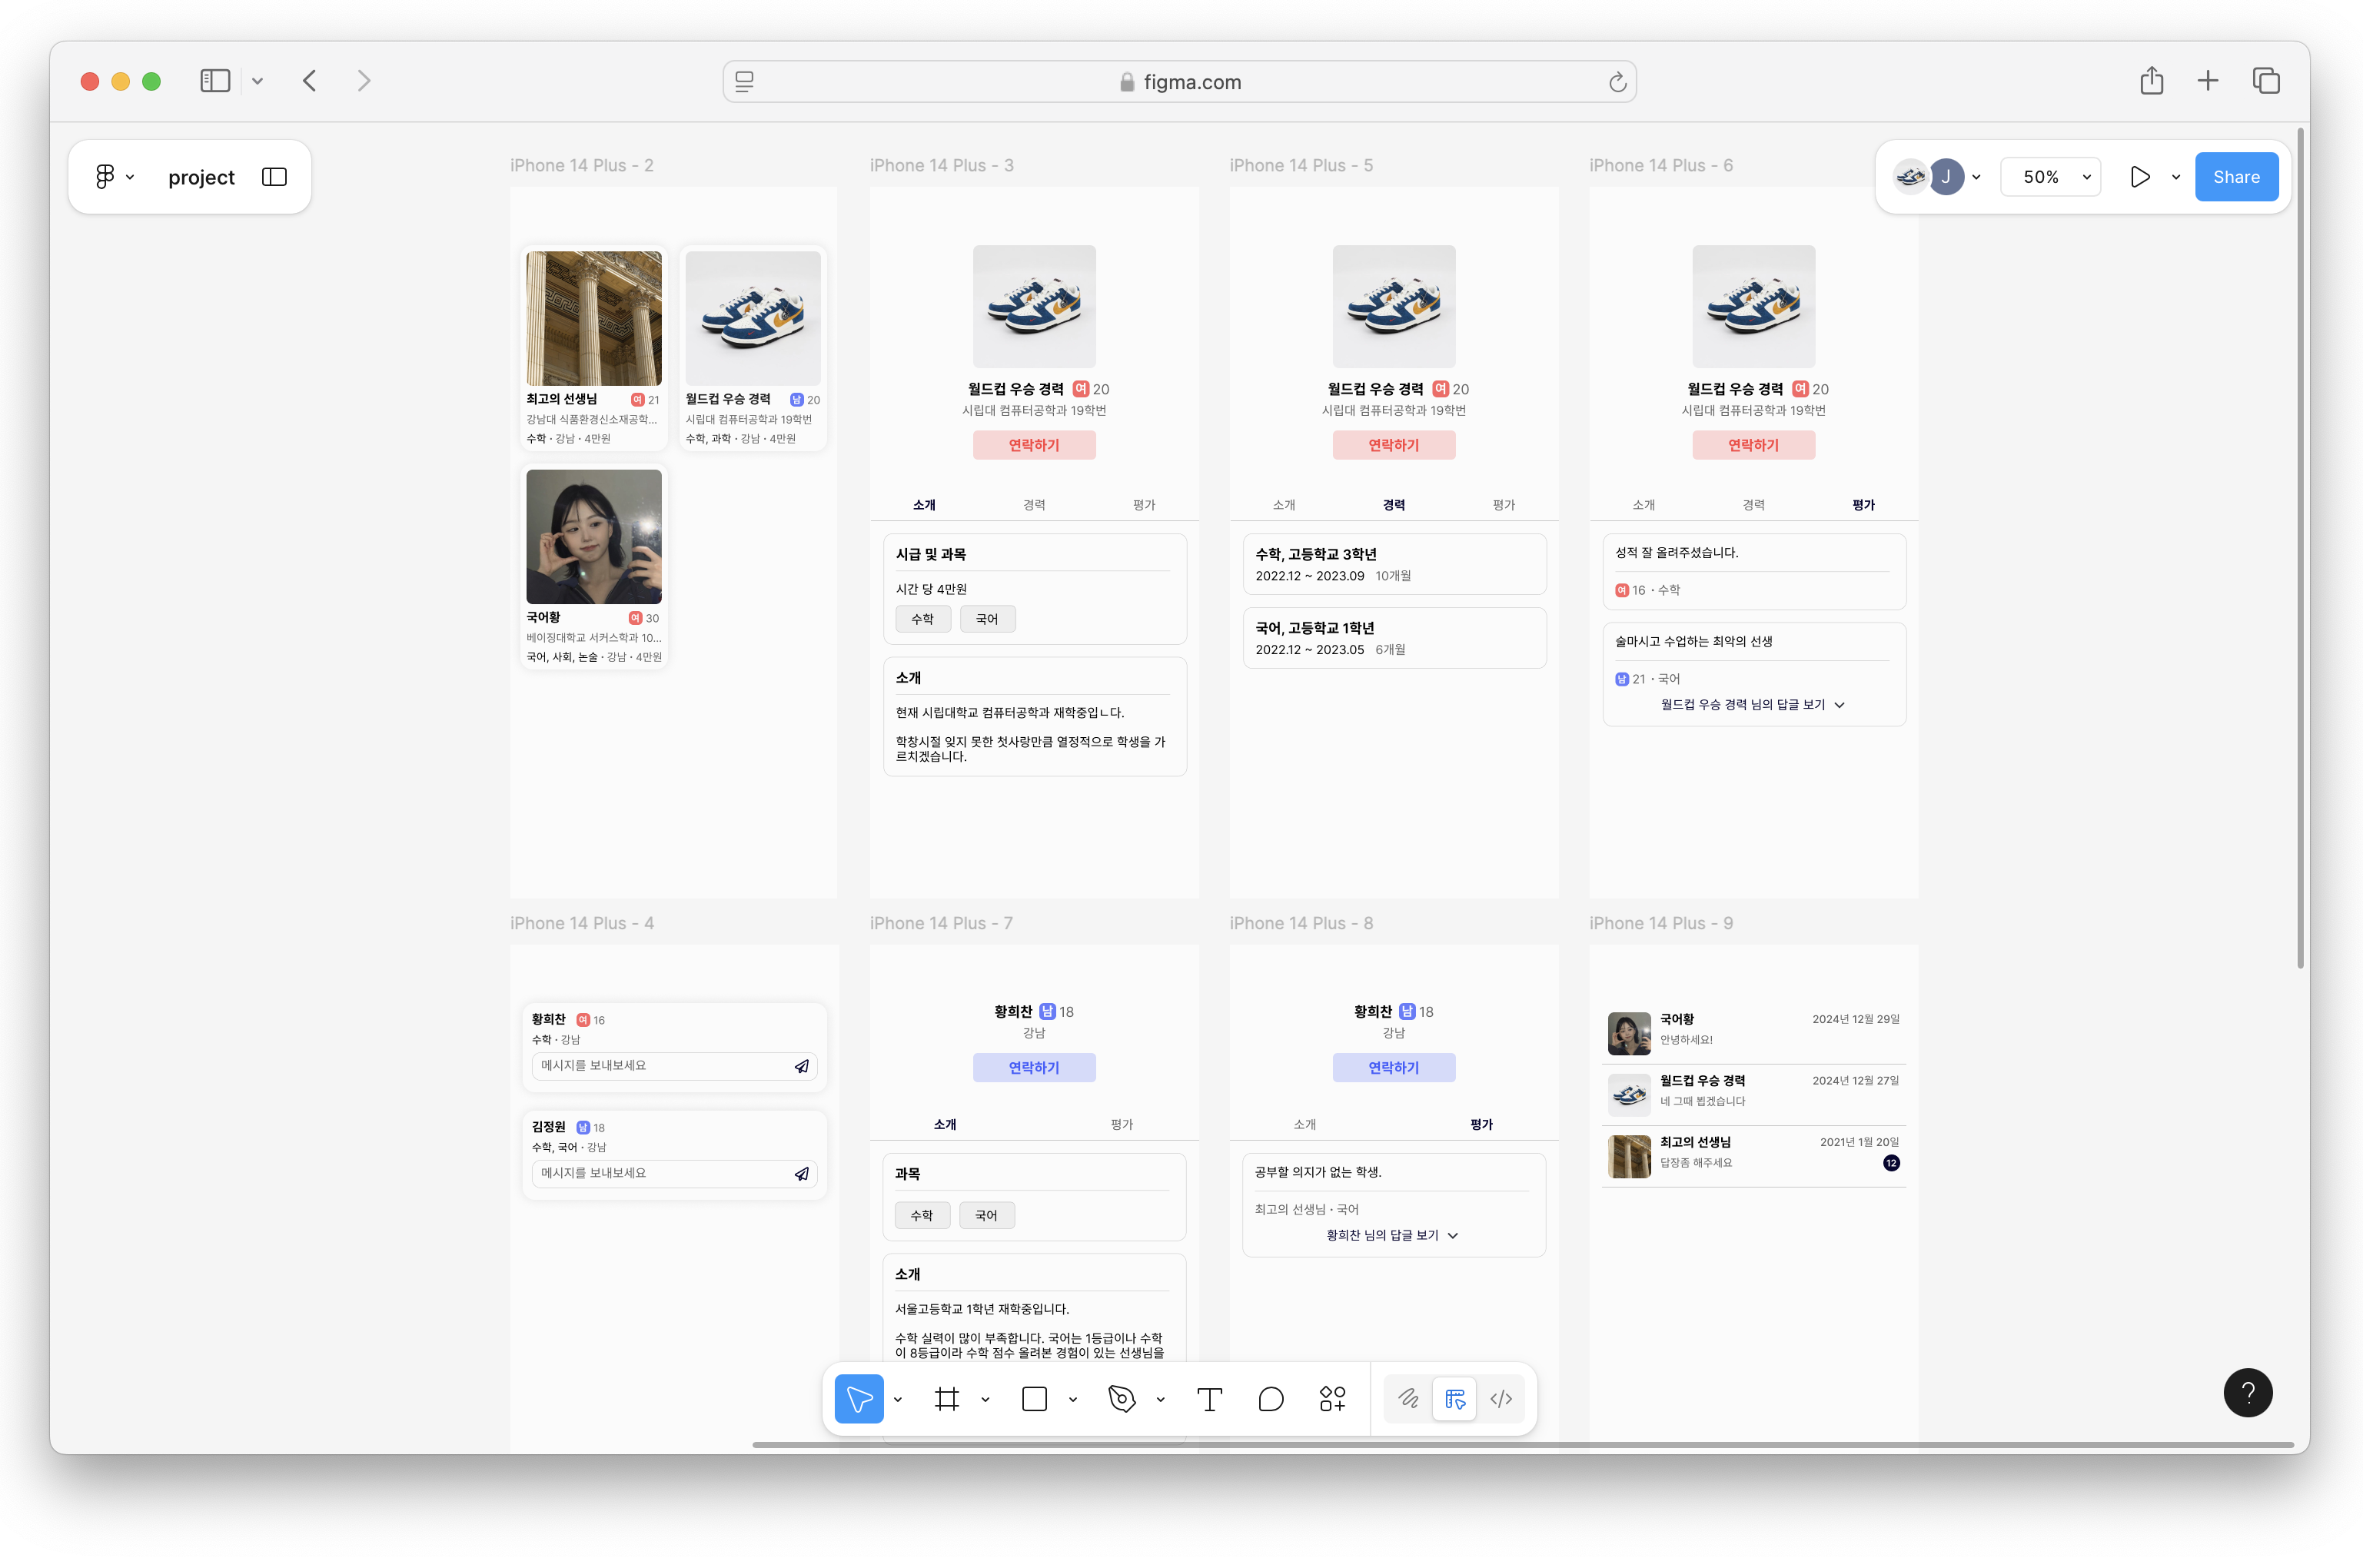 figma.com
project
J
50%
Share
iPhone 14 Plus - 2
최고의 선생님 여 21
강남대 식품환경신소재공학...
수학 · 강남 · 4만원
월드컵 우승 경력 남 20
시립대 컴퓨터공학과 19학번
수학, 과학 · 강남 · 4만원
국어황 여 30
베이징대학교 서커스학과 10...
국어, 사회, 논술 · 강남 · 4만원
iPhone 14 Plus - 3
월드컵 우승 경력 여 20
시립대 컴퓨터공학과 19학번
연락하기
소개 경력 평가
시급 및 과목
시간 당 4만원
수학 국어
소개
현재 시립대학교 컴퓨터공학과 재학중입ㄴ다.
학창시절 잊지 못한 첫사랑만큼 열정적으로 학생을 가
르치겠습니다.
iPhone 14 Plus - 5
월드컵 우승 경력 여 20
시립대 컴퓨터공학과 19학번
연락하기
소개 경력 평가
수학, 고등학교 3학년
2022.12 ~ 2023.09 10개월
국어, 고등학교 1학년
2022.12 ~ 2023.05 6개월
iPhone 14 Plus - 6
월드컵 우승 경력 여 20
시립대 컴퓨터공학과 19학번
연락하기
소개 경력 평가
성적 잘 올려주셨습니다.
여 16 · 수학
술마시고 수업하는 최악의 선생
남 21 · 국어
월드컵 우승 경력 님의 답글 보기
iPhone 14 Plus - 4
황희찬 여 16
수학 · 강남
메시지를 보내보세요
김정원 남 18
수학, 국어 · 강남
메시지를 보내보세요
iPhone 14 Plus - 7
황희찬 남 18
강남
연락하기
소개 평가
과목
수학 국어
소개
서울고등학교 1학년 재학중입니다.
수학 실력이 많이 부족합니다. 국어는 1등급이나 수학
이 8등급이라 수학 점수 올려본 경험이 있는 선생님을
iPhone 14 Plus - 8
황희찬 남 18
강남
연락하기
소개 평가
공부할 의지가 없는 학생.
최고의 선생님 · 국어
황희찬 님의 답글 보기
iPhone 14 Plus - 9
국어황 2024년 12월 29일
안녕하세요!
월드컵 우승 경력 2024년 12월 27일
네 그때 뵙겠습니다
최고의 선생님 2021년 1월 20일
답장좀 해주세요 12
?